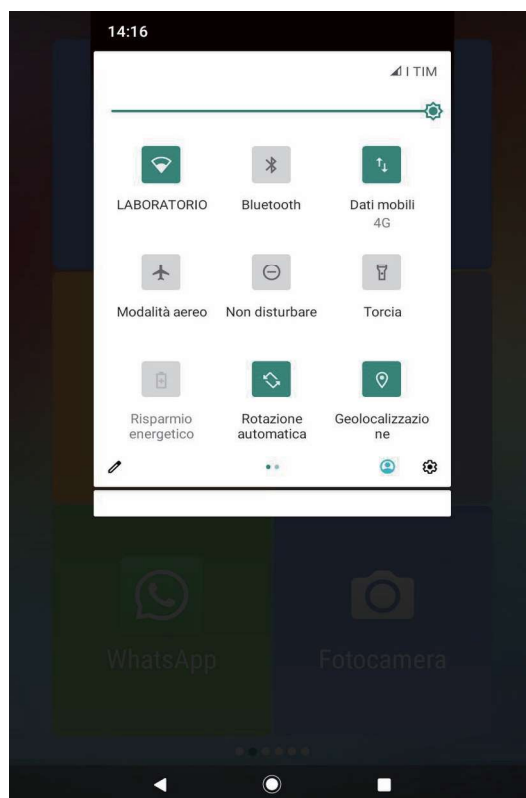 14:16
TIM
LABORATORIO
Bluetooth
Dati mobili
4G
Modalità aereo
Non disturbare
Torcia
Risparmio
energetico
Rotazione
automatica
Geolocalizzazio
ne
WhatsApp
Fotocamera